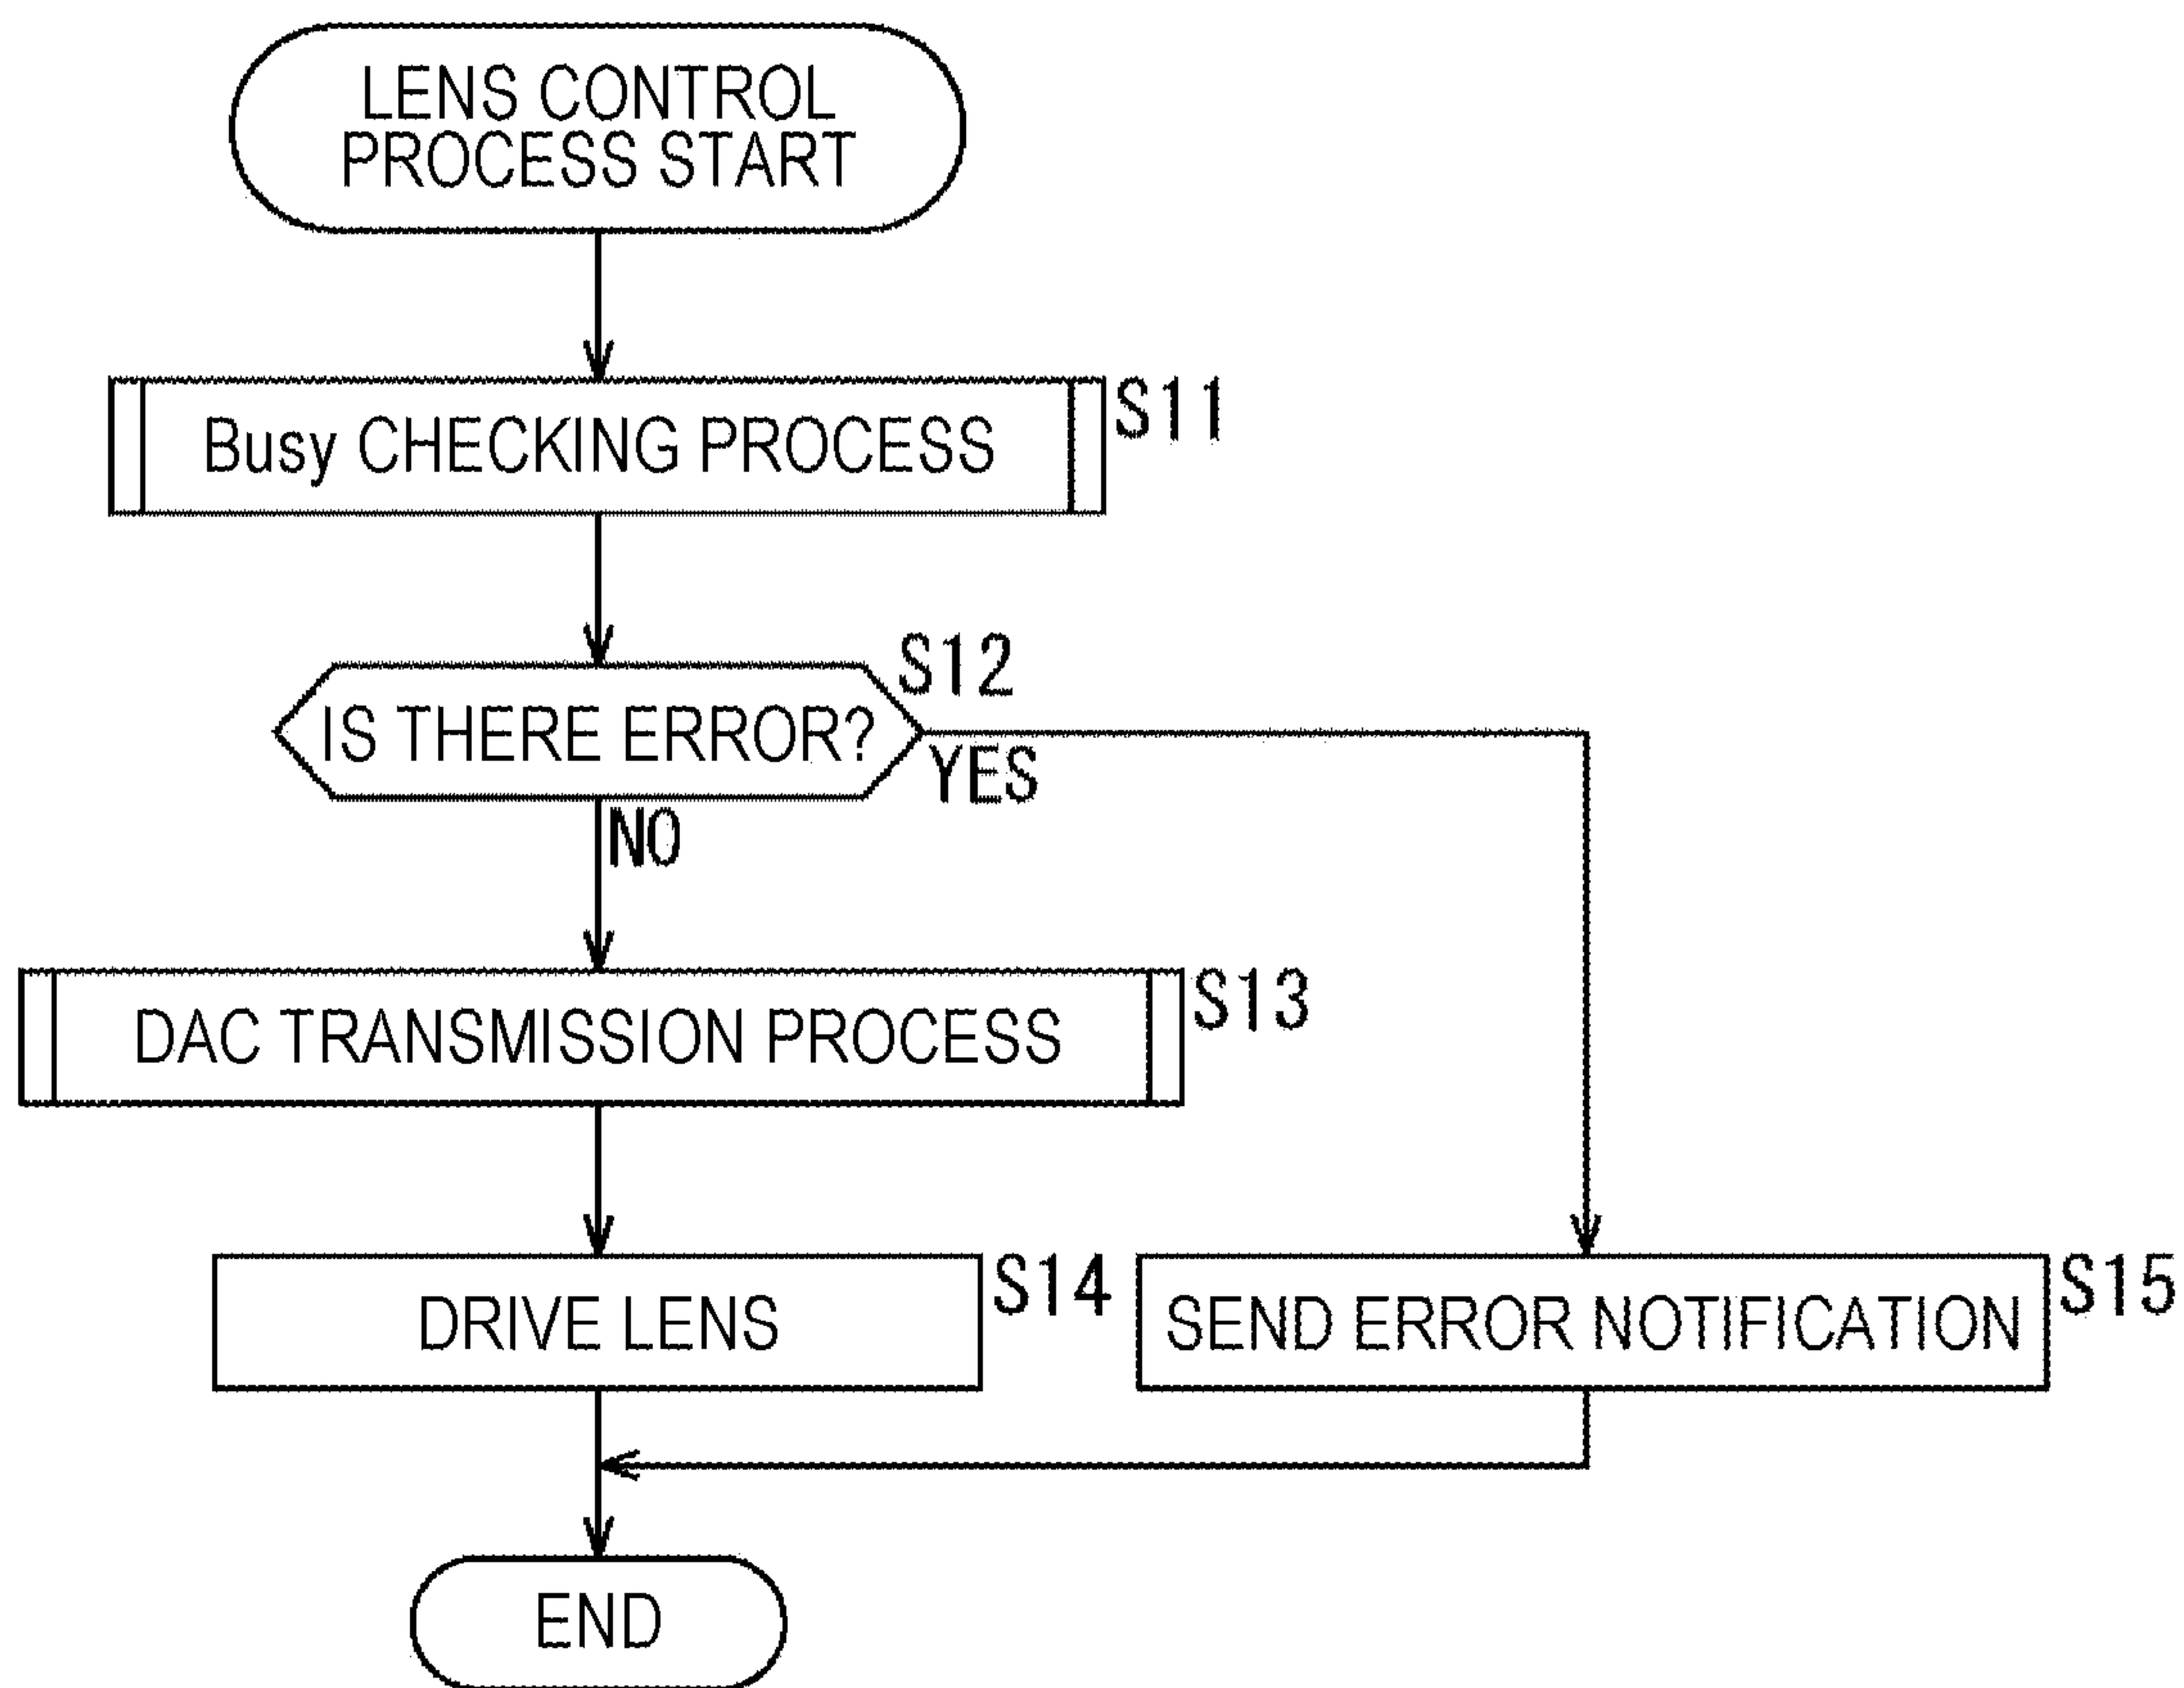 LENS CONTROL
PROCESS START
Busy CHECKING PROCESS
S11
IS THERE ERROR?
S12
YES
NO
DAC TRANSMISSION PROCESS
S13
DRIVE LENS
S14
SEND ERROR NOTIFICATION
S15
END